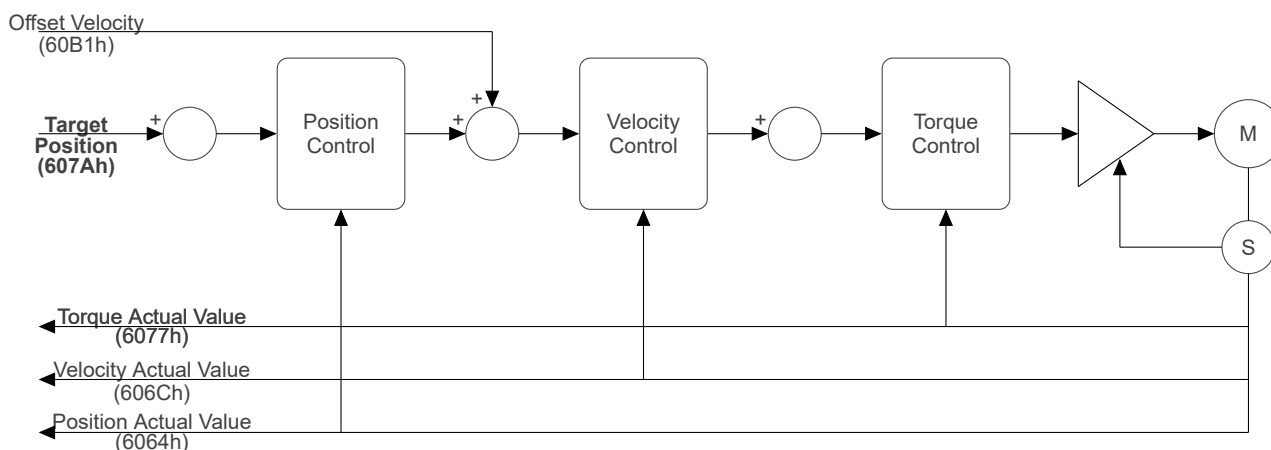 Offset Velocity
(60B1h)
+
+
+
+
Target
Position
(607Ah)
Position
Control
Velocity
Control
Torque
Control
M
S
Torque Actual Value
(6077h)
Velocity Actual Value
(606Ch)
Position Actual Value
(6064h)